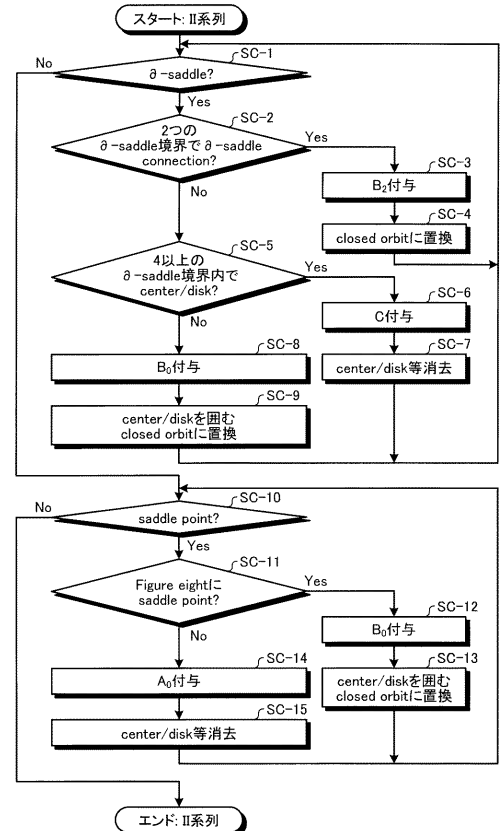 スタート: II系列
SC-1
∂-saddle?
No
Yes
SC-2
2つの
∂-saddle境界で∂-saddle
connection?
Yes
No
SC-3
B₂付与
SC-4
closed orbitに置換
SC-5
4以上の
∂-saddle境界内で
center/disk?
Yes
No
SC-6
C付与
SC-7
center/disk等消去
SC-8
B₀付与
SC-9
center/diskを囲む
closed orbitに置換
SC-10
saddle point?
No
Yes
SC-11
Figure eightに
saddle point?
Yes
No
SC-12
B₀付与
SC-13
center/diskを囲む
closed orbitに置換
SC-14
A₀付与
SC-15
center/disk等消去
エンド: II系列